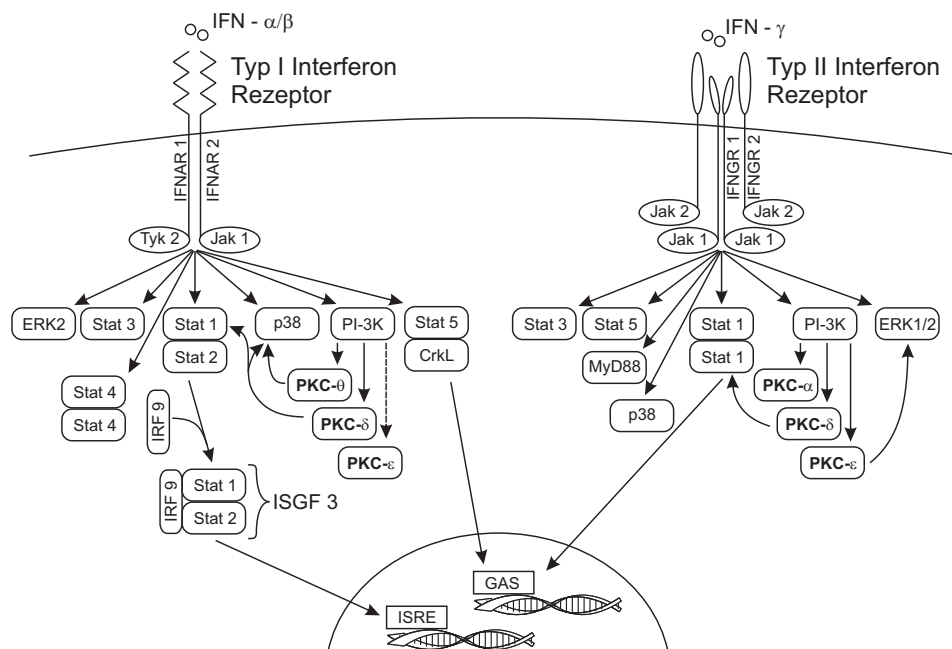 IFN - α/β
Typ I Interferon
Rezeptor
IFNAR 1
IFNAR 2
Tyk 2
Jak 1
ERK2
Stat 3
Stat 1
Stat 2
p38
PI-3K
Stat 5
CrkL
Stat 4
Stat 4
PKC-θ
PKC-δ
PKC-ε
IRF 9
IRF 9
Stat 1
Stat 2
ISGF 3
IFN - γ
Typ II Interferon
Rezeptor
IFNGR 1
IFNGR 2
Jak 2
Jak 2
Jak 1
Jak 1
Stat 3
Stat 5
Stat 1
Stat 1
PI-3K
ERK1/2
MyD88
p38
PKC-α
PKC-δ
PKC-ε
GAS
ISRE